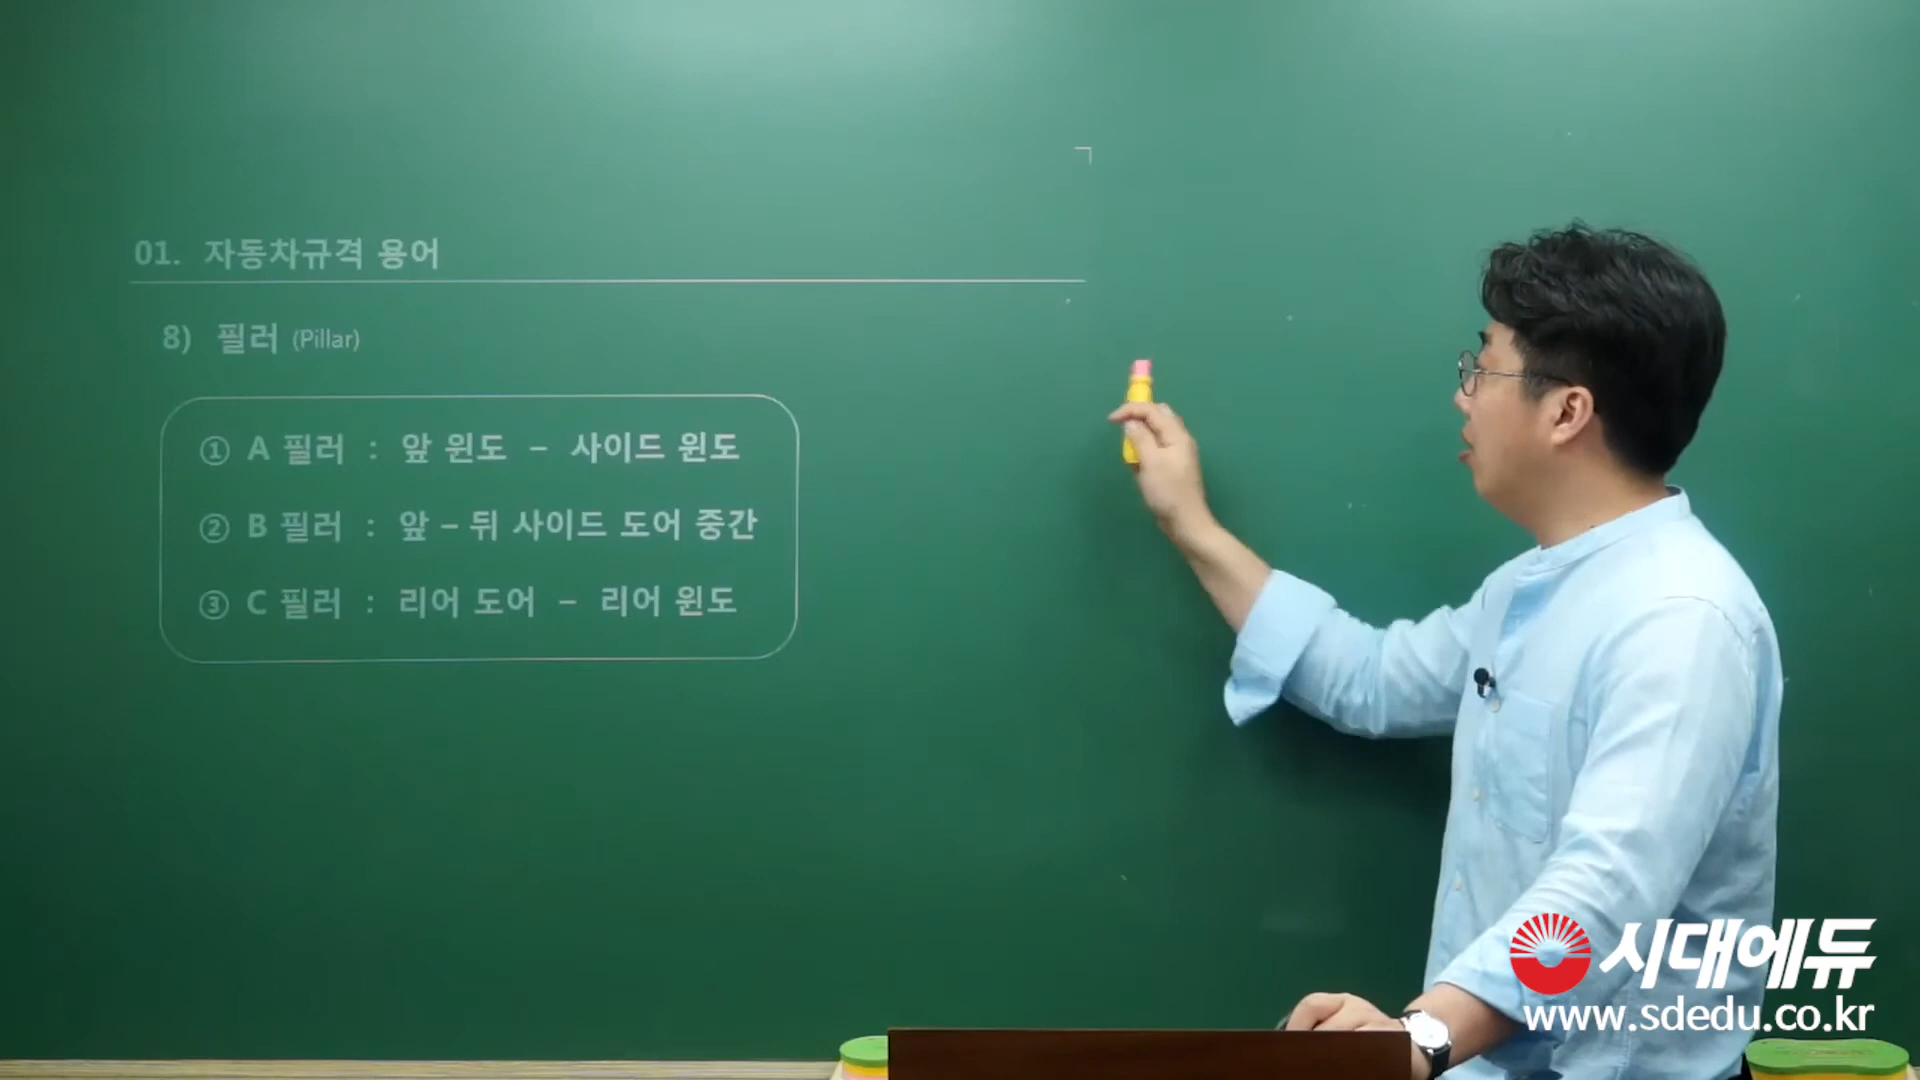 01. 자동차규격 용어
8) 필러 (Pillar)
① A 필러 : 앞 윈도 – 사이드 윈도
② B 필러 : 앞 – 뒤 사이드 도어 중간
③ C 필러 : 리어 도어 – 리어 윈도
시대에듀
www.sdedu.co.kr